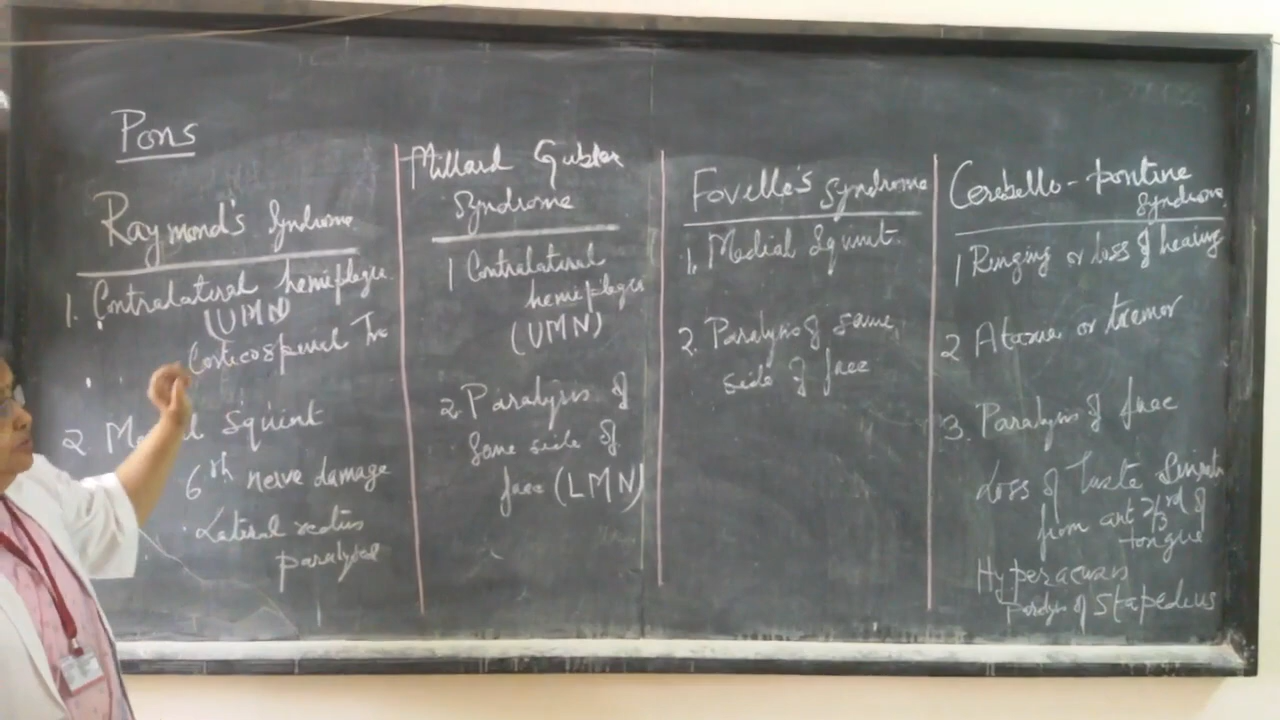 Pons
Raymond's Syndrome
1. Contralateral hemiplegia
(UMN)
Corticospinal Tra
2. Me l Squint
6th nerve damage
Lateral rectus
paralysed
Millard Gubler
Syndrome
1 Contralateral
hemiplegia
(UMN)
2. Paralysis of
Same side of
face (LMN)
Fovelle's Syndrome
1. Medial Squint.
2. Paralysis of same
side of face
Cerebello-pontine
syndrome
1 Ringing or loss of hearing
2 Ataxia or tremor
3. Paralysis of face
Loss of Taste
from ant 2/3rd of
tongue
Hyperacusis
Paralys of Stapedius